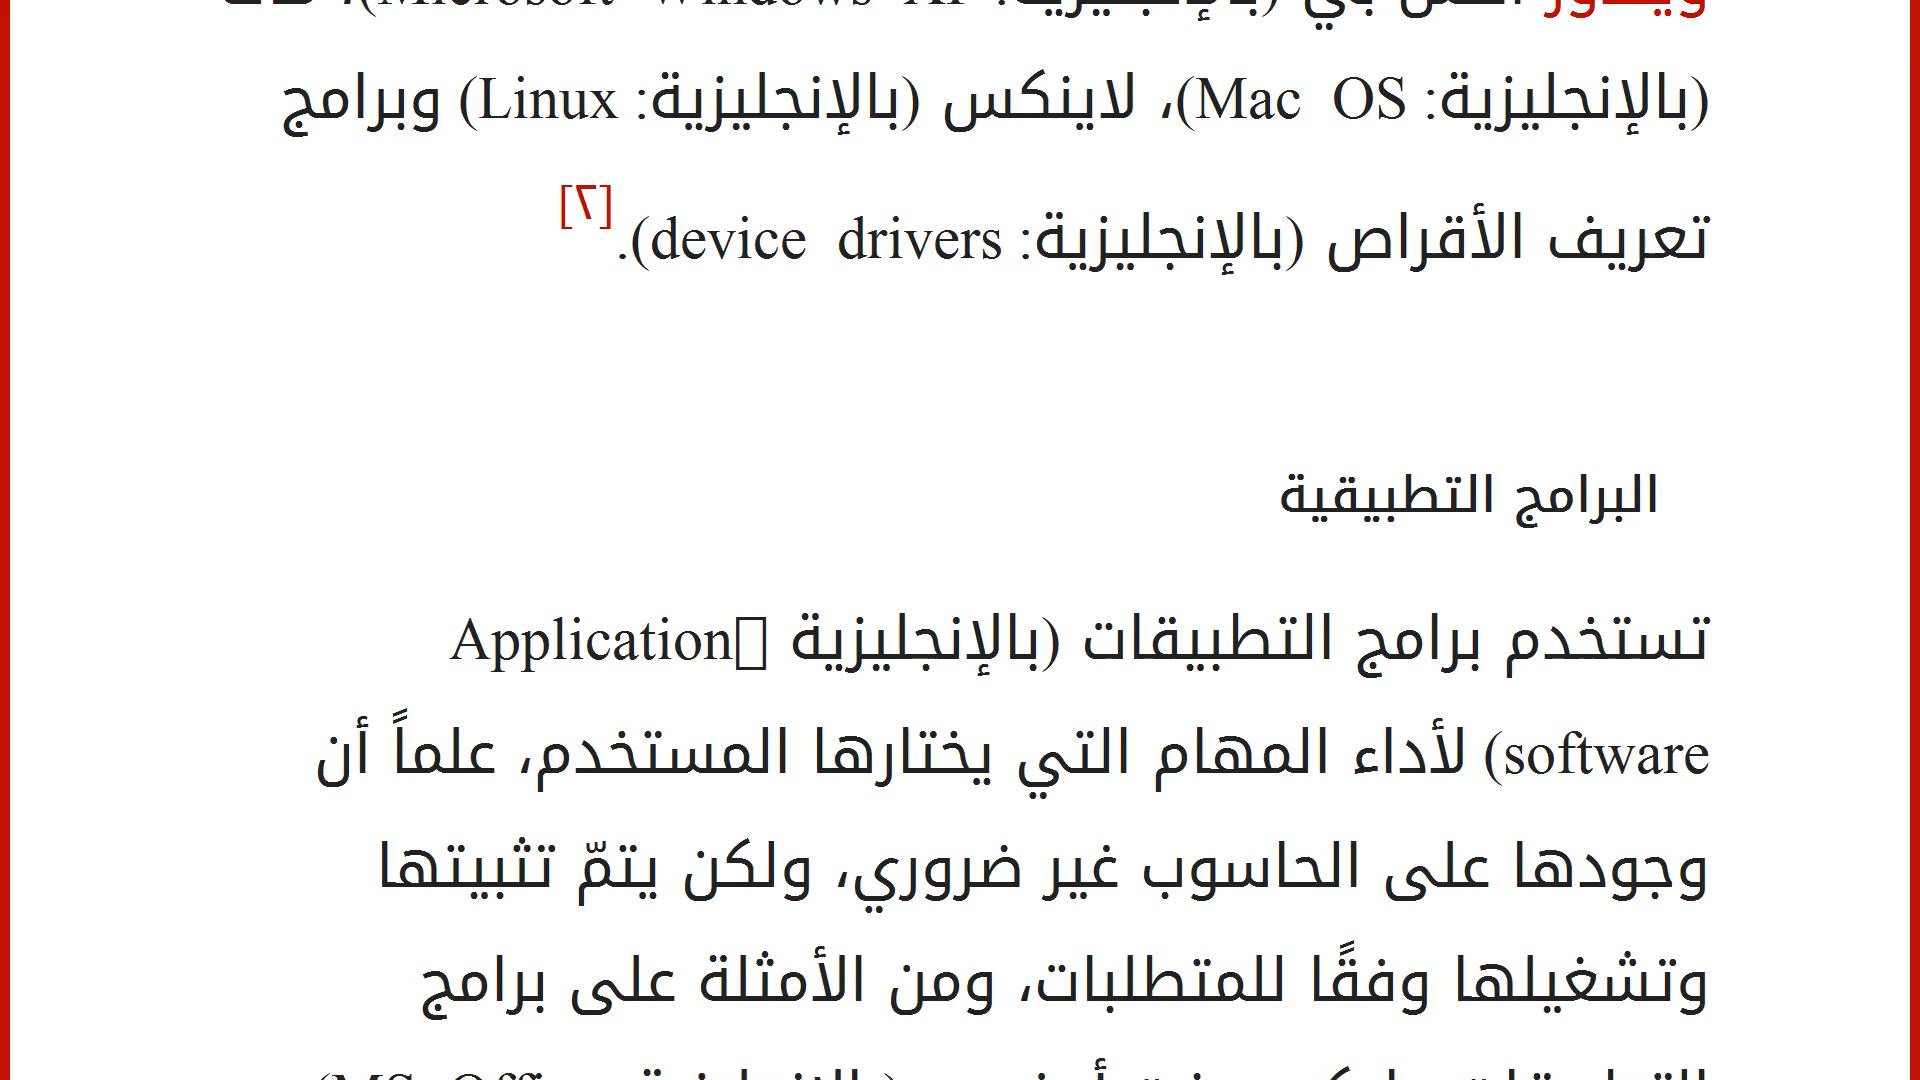 (بالإنجليزية: Mac OS)، لاينكس (بالإنجليزية: Linux) وبرامج
تعريف الأقراص (بالإنجليزية: device drivers).[٢]
البرامج التطبيقية
تستخدم برامج التطبيقات (بالإنجليزية Application
software) لأداء المهام التي يختارها المستخدم، علماً أن
وجودها على الحاسوب غير ضروري، ولكن يتمّ تثبيتها
وتشغيلها وفقًا للمتطلبات، ومن الأمثلة على برامج